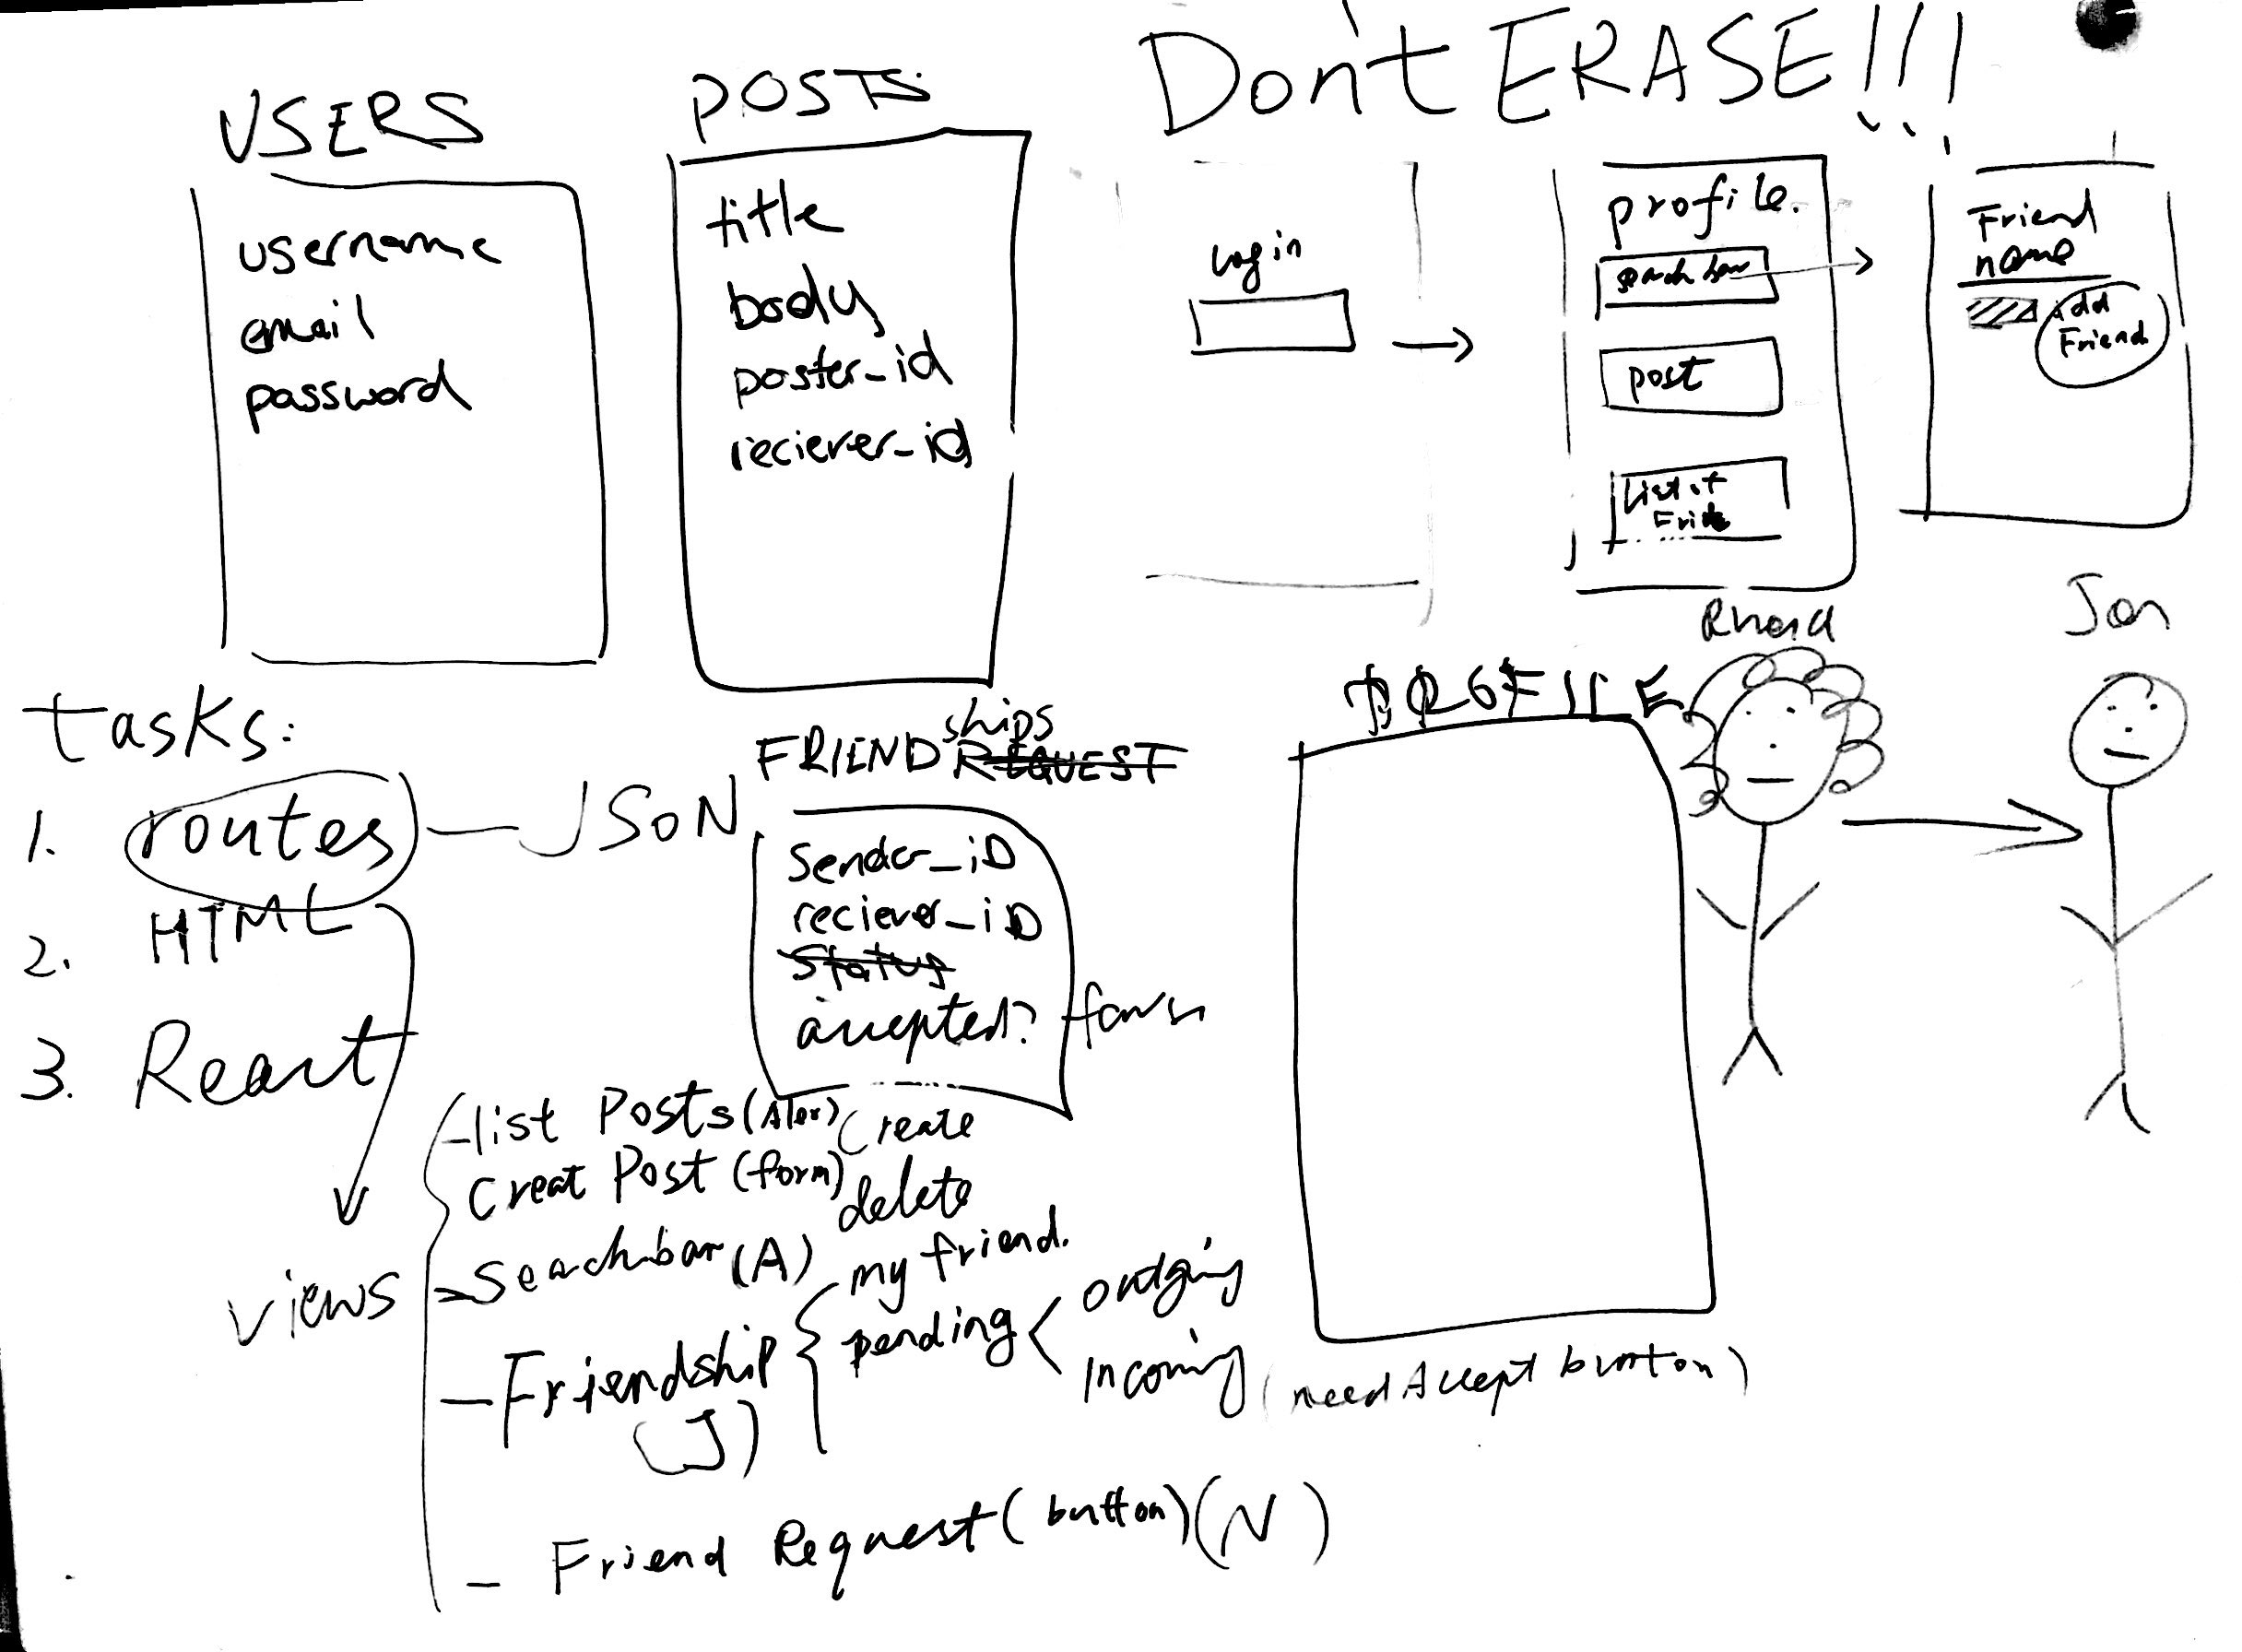 Don't ERASE!!!
USERS
username
email
password
POSTS
title
body
poster_id
reciever_id
login
profile.
search bar
post
List of
Friend
name
Add
Friend
Jon
tasks:
1. routes — JSON
2. HTML
3. React
FRIENDships REQUEST
Sender_iD
reciever_iD
status
accepted?
PROFILE
views
- list Posts (Alex) Create
Creat Post (form) delete
- Searchbar (A)
- Friendship
(J)
my friend.
pending < outgoing
incoming (need Accept button)
- Friend Request (button) (N)